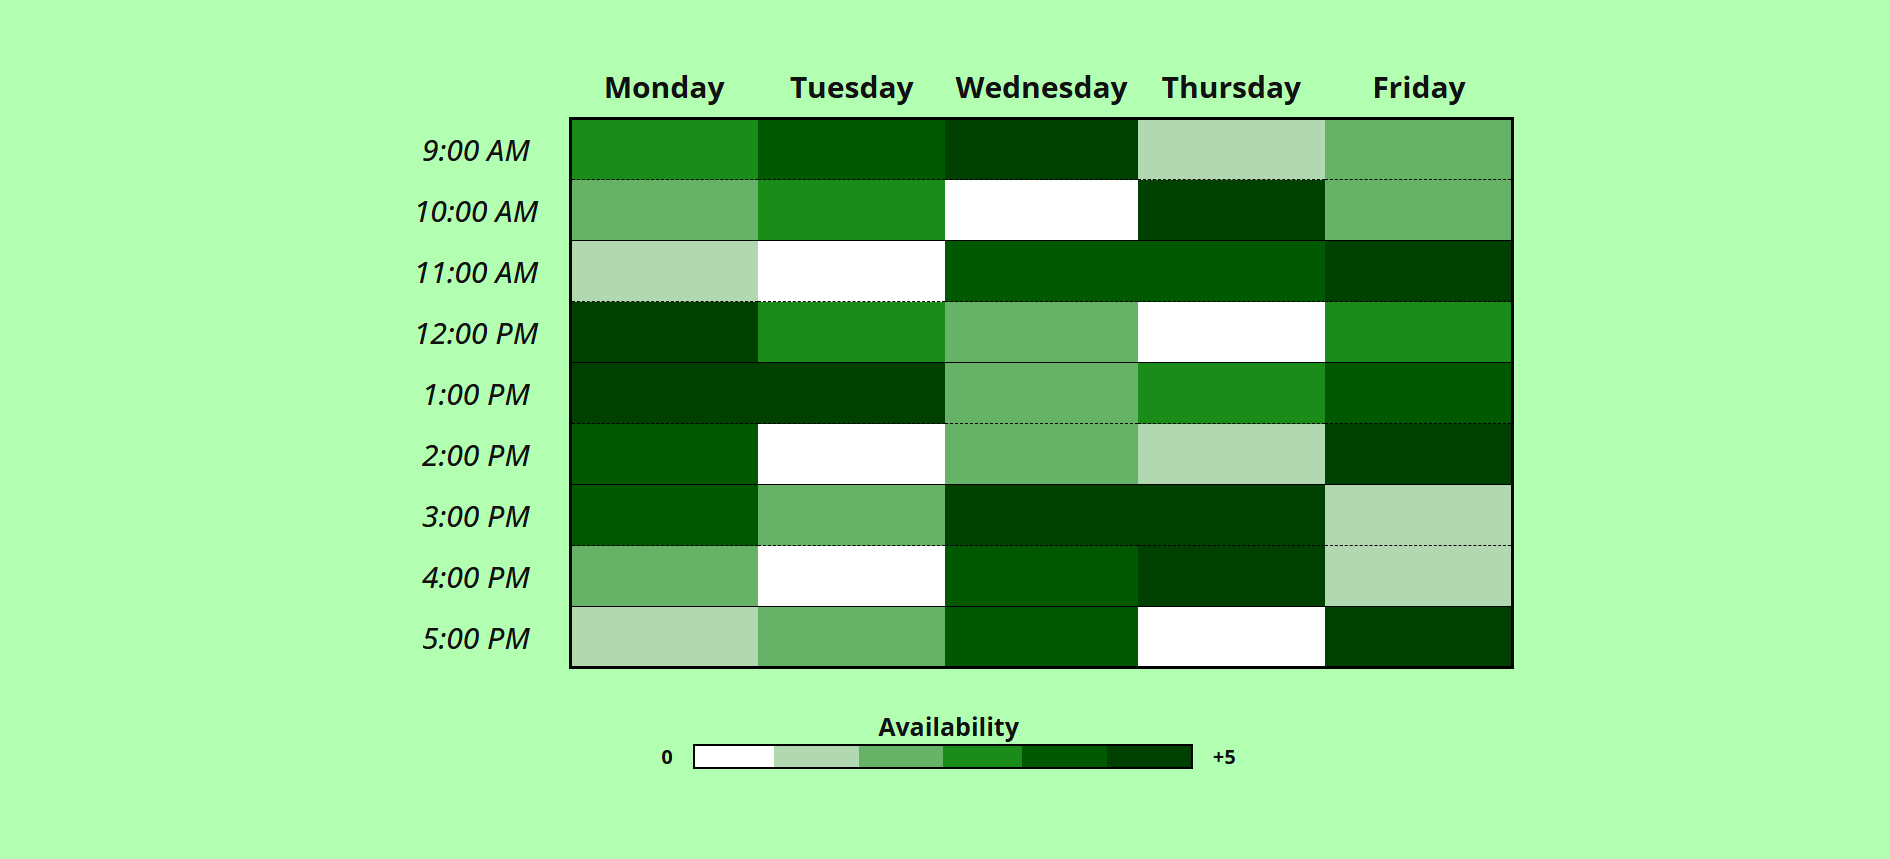 Monday Tuesday Wednesday Thursday Friday
9:00 AM
10:00 AM
11:00 AM
12:00 PM
1:00 PM
2:00 PM
3:00 PM
4:00 PM
5:00 PM
Availability
0 +5